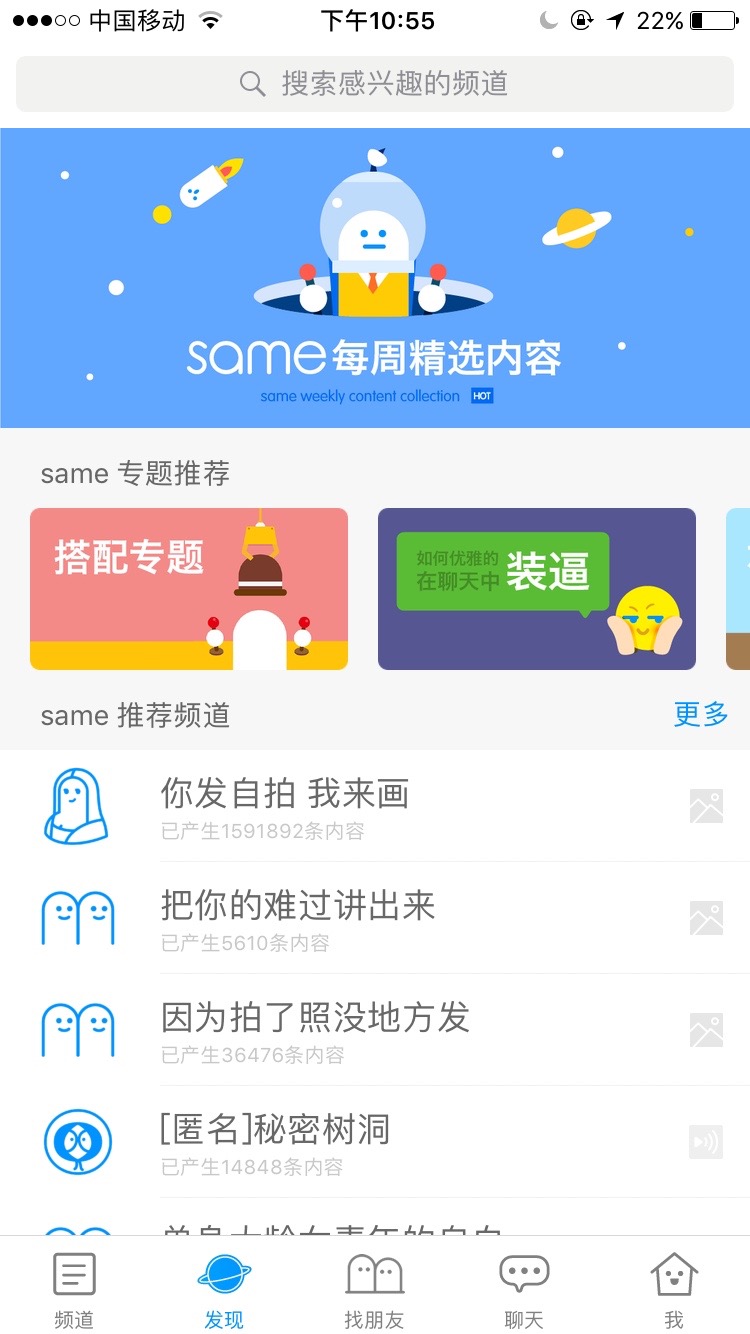 中国移动 下午10:55 22%
搜索感兴趣的频道
same每周精选内容
same weekly content collection HOT
same 专题推荐
搭配专题
如何优雅的
在聊天中 装逼
same 推荐频道 更多
你发自拍 我来画
已产生1591892条内容
把你的难过讲出来
已产生5610条内容
因为拍了照没地方发
已产生36476条内容
[匿名]秘密树洞
已产生14848条内容
频道 发现 找朋友 聊天 我